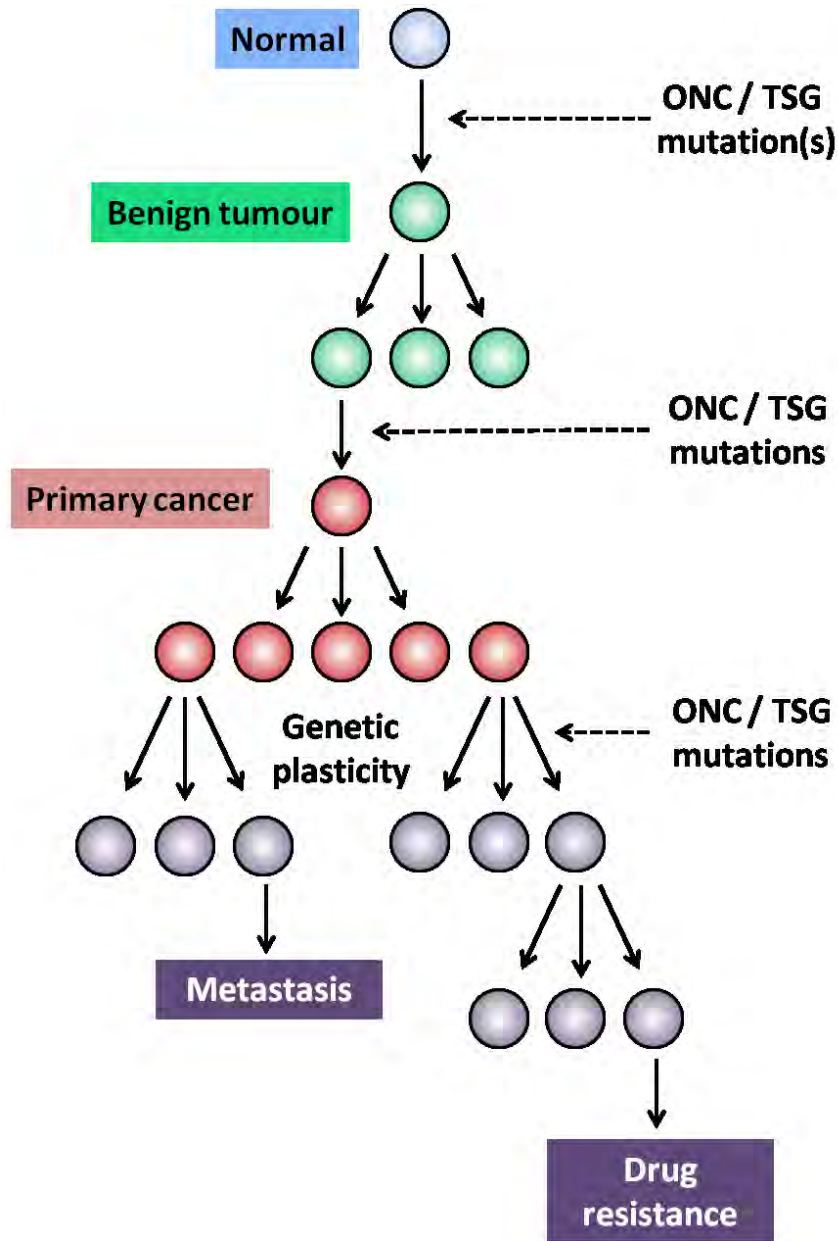 Normal
ONC / TSG
mutation(s)
Benign tumour
ONC / TSG
mutations
Primary cancer
Genetic
plasticity
ONC / TSG
mutations
Metastasis
Drug
resistance